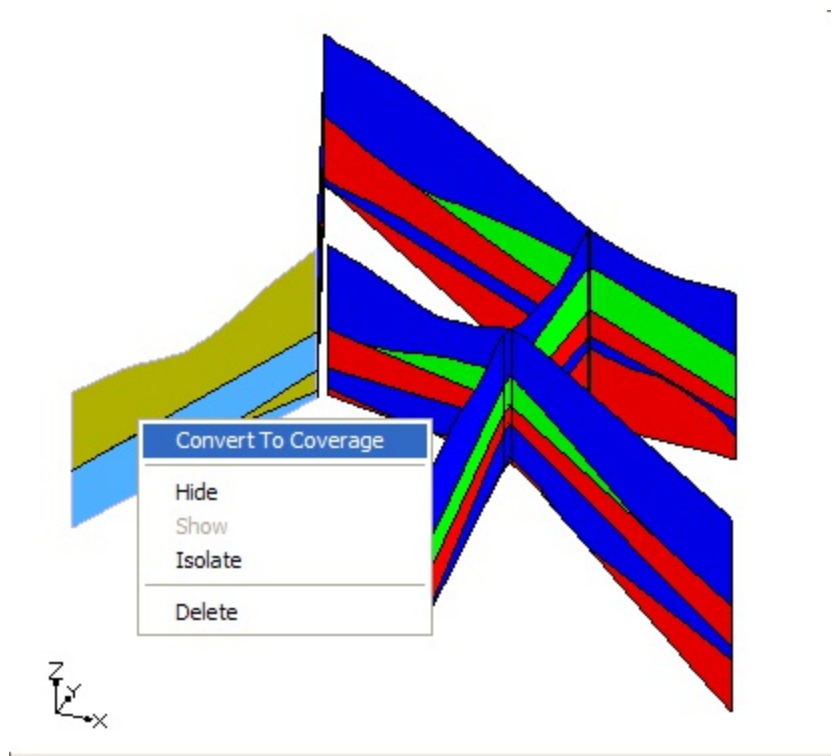 Convert To Coverage
Hide
Show
Isolate
Delete
Z
Y
X